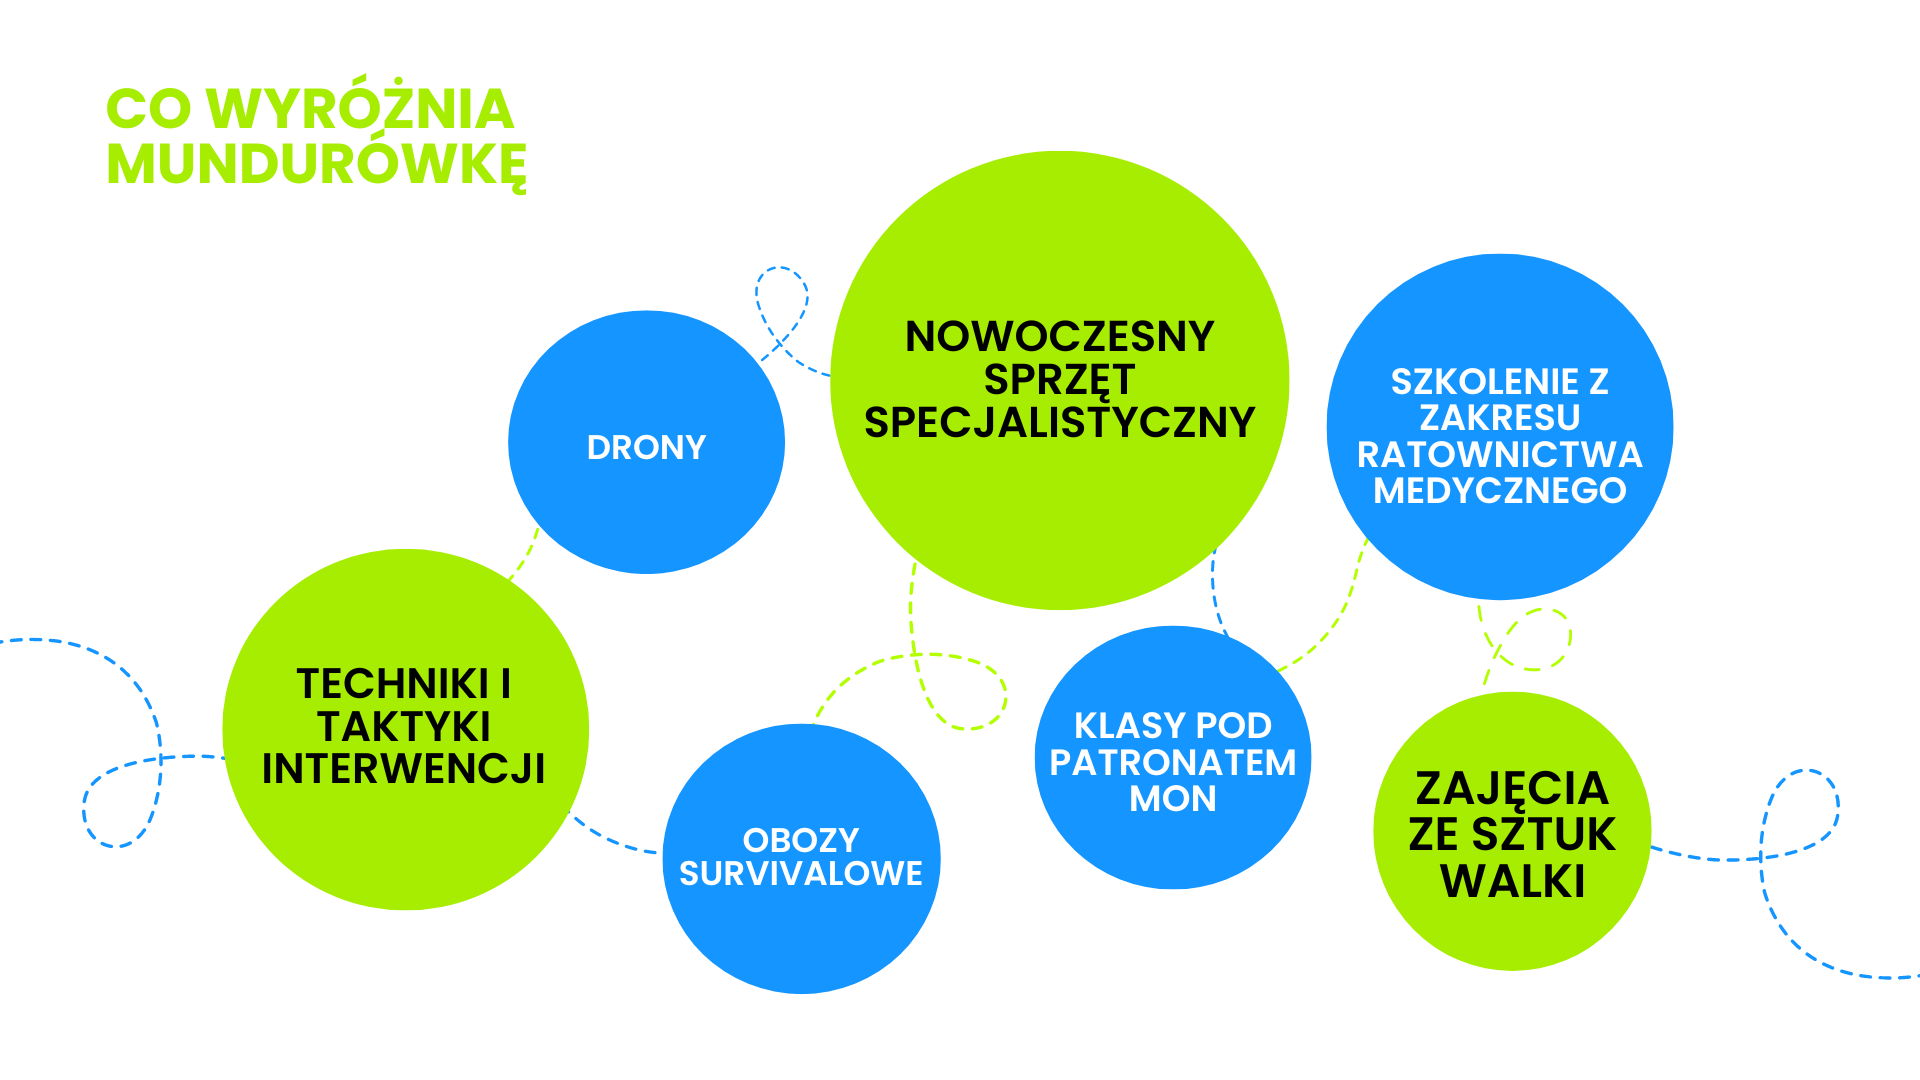 CO WYRÓŻNIA
MUNDURÓWKĘ
NOWOCZESNY
SPRZĘT
SPECJALISTYCZNY
SZKOLENIE Z
ZAKRESU
RATOWNICTWA
MEDYCZNEGO
DRONY
TECHNIKI I
TAKTYKI
INTERWENCJI
OBOZY
SURVIVALOWE
KLASY POD
PATRONATEM
MON
ZAJĘCIA
ZE SZTUK
WALKI